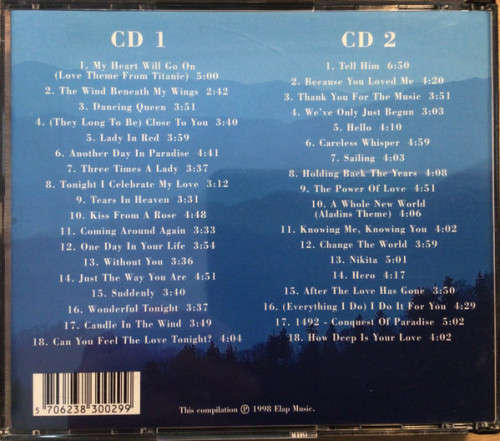 CD 1
1. My Heart Will Go On
(Love Theme From Titanic) 5:00
2. The Wind Beneath My Wings 2:42
3. Dancing Queen 3:51
4. (They Long To Be) Close To You 3:40
5. Lady In Red 3:59
6. Another Day In Paradise 4:41
7. Three Times A Lady 3:37
8. Tonight I Celebrate My Love 3:12
9. Tears In Heaven 3:31
10. Kiss From A Rose 4:48
11. Coming Around Again 3:33
12. One Day In Your Life 3:54
13. Without You 3:36
14. Just The Way You Are 4:51
15. Suddenly 3:40
16. Wonderful Tonight 3:37
17. Candle In The Wind 3:49
18. Can You Feel The Love Tonight? 4:04
CD 2
1. Tell Him 6:50
2. Because You Loved Me 4:20
3. Thank You For The Music 3:51
4. We've Only Just Begun 3:03
5. Hello 4:10
6. Careless Whisper 4:59
7. Sailing 4:03
8. Holding Back The Years 4:08
9. The Power Of Love 4:51
10. A Whole New World
(Aladins Theme) 4:06
11. Knowing Me, Knowing You 4:02
12. Change The World 3:59
13. Nikita 5:01
14. Hero 4:17
15. After The Love Has Gone 3:50
16. (Everything I Do) I Do It For You 4:29
17. 1492 - Conquest Of Paradise 5:02
18. How Deep Is Your Love 4:02
5 706238 300299
This compilation ℗ 1998 Elap Music.